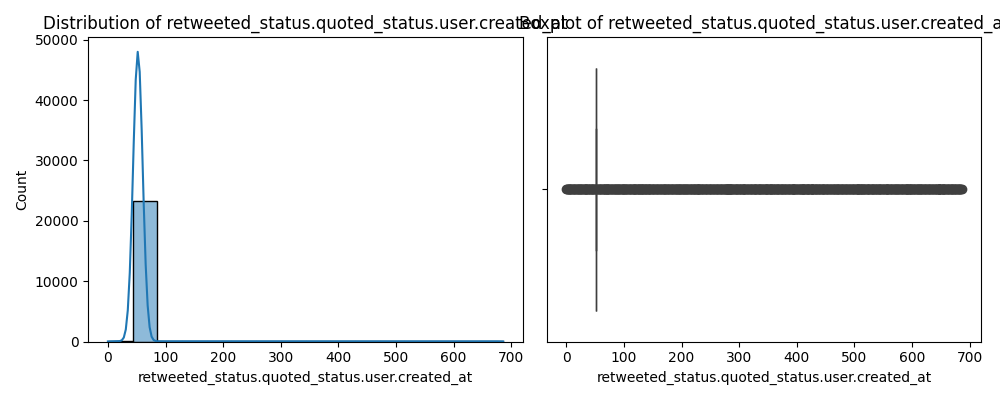 Distribution of retweeted_status.quoted_status.user.created_at
Boxplot of retweeted_status.quoted_status.user.created_a
50000
40000
30000
20000
10000
0
Count
0 100 200 300 400 500 600 700
retweeted_status.quoted_status.user.created_at
0 100 200 300 400 500 600 700
retweeted_status.quoted_status.user.created_at